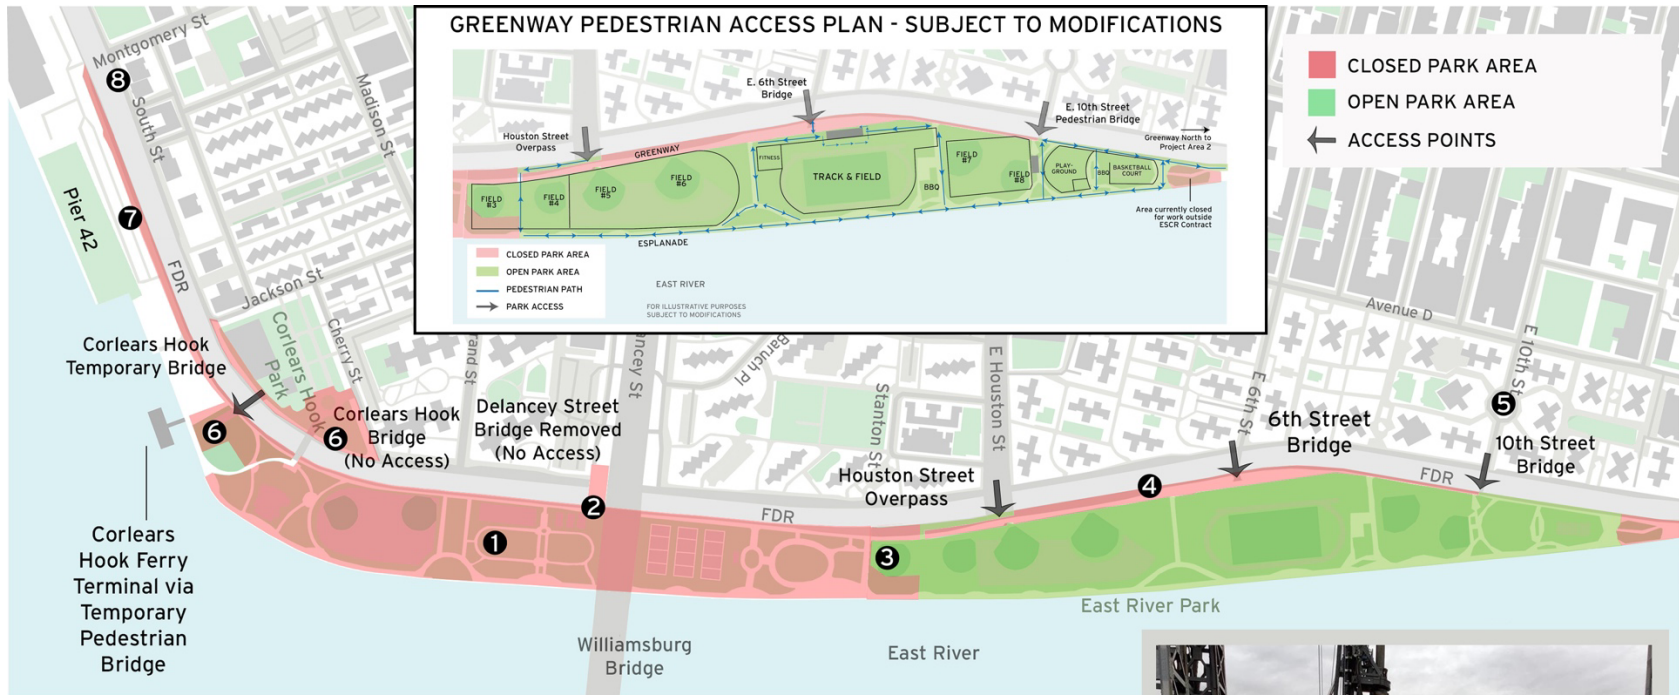 GREENWAY PEDESTRIAN ACCESS PLAN - SUBJECT TO MODIFICATIONS
E. 6th Street
Bridge
E. 10th Street
Pedestrian Bridge
Houston Street
Overpass
Greenway North to
Project Area 2
GREENWAY
FITNESS
FIELD
#7
FIELD
#8
PLAY-
GROUND
BBQ
BASKETBALL
COURT
FIELD
#3
FIELD
#4
FIELD
#5
FIELD
#6
TRACK & FIELD
BBQ
Area currently closed
for work outside
ESCR Contract
ESPLANADE
CLOSED PARK AREA
OPEN PARK AREA
PEDESTRIAN PATH
PARK ACCESS
EAST RIVER
FOR ILLUSTRATIVE PURPOSES
SUBJECT TO MODIFICATIONS
CLOSED PARK AREA
OPEN PARK AREA
ACCESS POINTS
Montgomery St
8
South St
Madison St
Pier 42
7
FDR
Jackson St
Cherry St
Corlears Hook
Park
Corlears Hook
Temporary Bridge
6
Corlears Hook
Bridge
(No Access)
6
Delancey Street
Bridge Removed
(No Access)
rand St
ancey St
Baruch Pl
Stanton St
E Houston St
Avenue D
E 6th St
E 10th St
5
6th Street
Bridge
10th Street
Bridge
Houston Street
Overpass
4
FDR
FDR
2
1
3
Corlears
Hook Ferry
Terminal via
Temporary
Pedestrian
Bridge
Williamsburg
Bridge
East River
East River Park